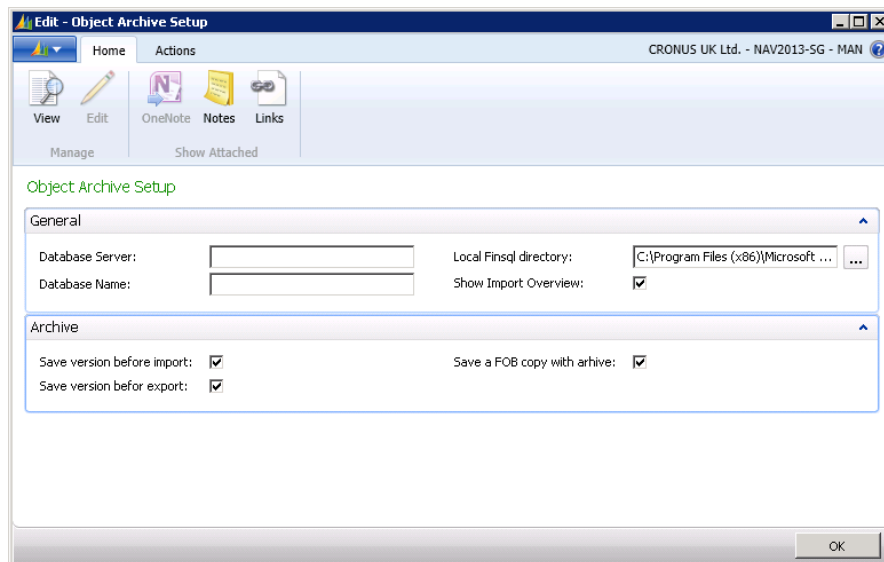 Edit - Object Archive Setup
Home Actions CRONUS UK Ltd. - NAV2013-SG - MAN ?
View Edit OneNote Notes Links
Manage Show Attached
Object Archive Setup
General
Database Server: Local Finsql directory: C:\Program Files (x86)\Microsoft ... ...
Database Name: Show Import Overview:
Archive
Save version before import: Save a FOB copy with arhive:
Save version befor export:
OK